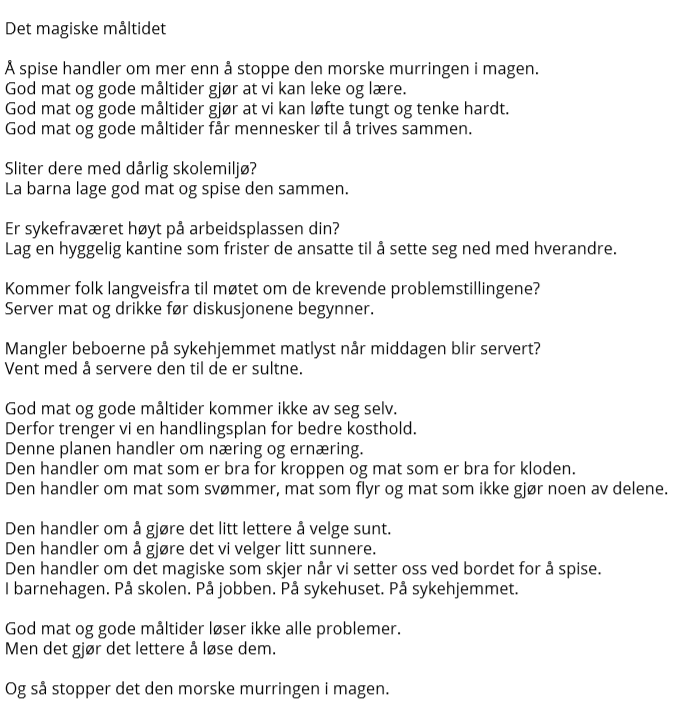 Det magiske måltidet
Å spise handler om mer enn å stoppe den morske murringen i magen.
God mat og gode måltider gjør at vi kan leke og lære.
God mat og gode måltider gjør at vi kan løfte tungt og tenke hardt.
God mat og gode måltider får mennesker til å trives sammen.
Sliter dere med dårlig skolemiljø?
La barna lage god mat og spise den sammen.
Er sykefraværet høyt på arbeidsplassen din?
Lag en hyggelig kantine som frister de ansatte til å sette seg ned med hverandre.
Kommer folk langveisfra til møtet om de krevende problemstillingene?
Server mat og drikke før diskusjonene begynner.
Mangler beboerne på sykehjemmet matlyst når middagen blir servert?
Vent med å servere den til de er sultne.
God mat og gode måltider kommer ikke av seg selv.
Derfor trenger vi en handlingsplan for bedre kosthold.
Denne planen handler om næring og ernæring.
Den handler om mat som er bra for kroppen og mat som er bra for kloden.
Den handler om mat som svømmer, mat som flyr og mat som ikke gjør noen av delene.
Den handler om å gjøre det litt lettere å velge sunt.
Den handler om å gjøre det vi velger litt sunnere.
Den handler om det magiske som skjer når vi setter oss ved bordet for å spise.
I barnehagen. På skolen. På jobben. På sykehuset. På sykehjemmet.
God mat og gode måltider løser ikke alle problemer.
Men det gjør det lettere å løse dem.
Og så stopper det den morske murringen i magen.